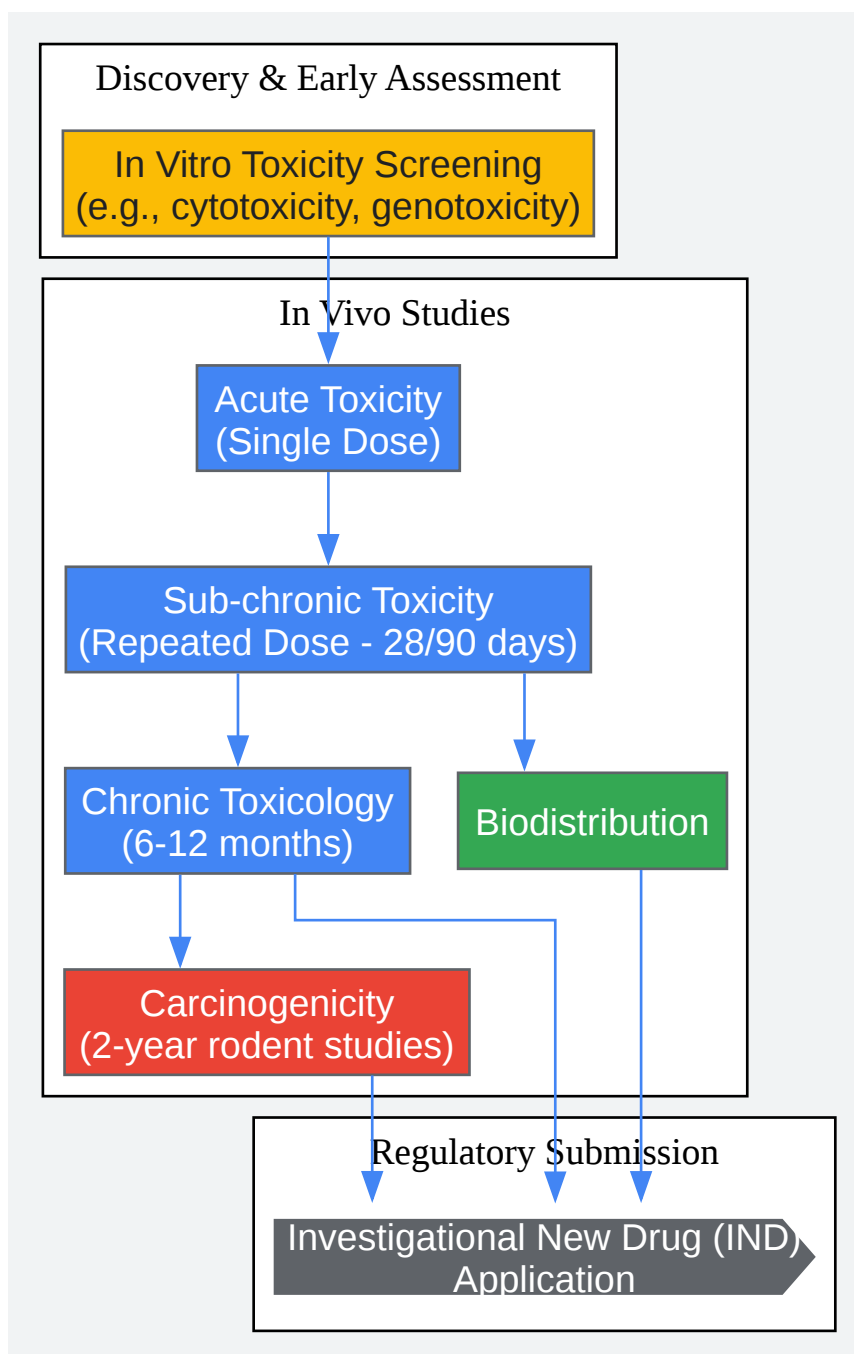 Discovery & Early Assessment
In Vitro Toxicity Screening
(e.g., cytotoxicity, genotoxicity)
In Vivo Studies
Acute Toxicity
(Single Dose)
Sub-chronic Toxicity
(Repeated Dose - 28/90 days)
Chronic Toxicology
(6-12 months)
Biodistribution
Carcinogenicity
(2-year rodent studies)
Regulatory Submission
Investigational New Drug (IND)
Application